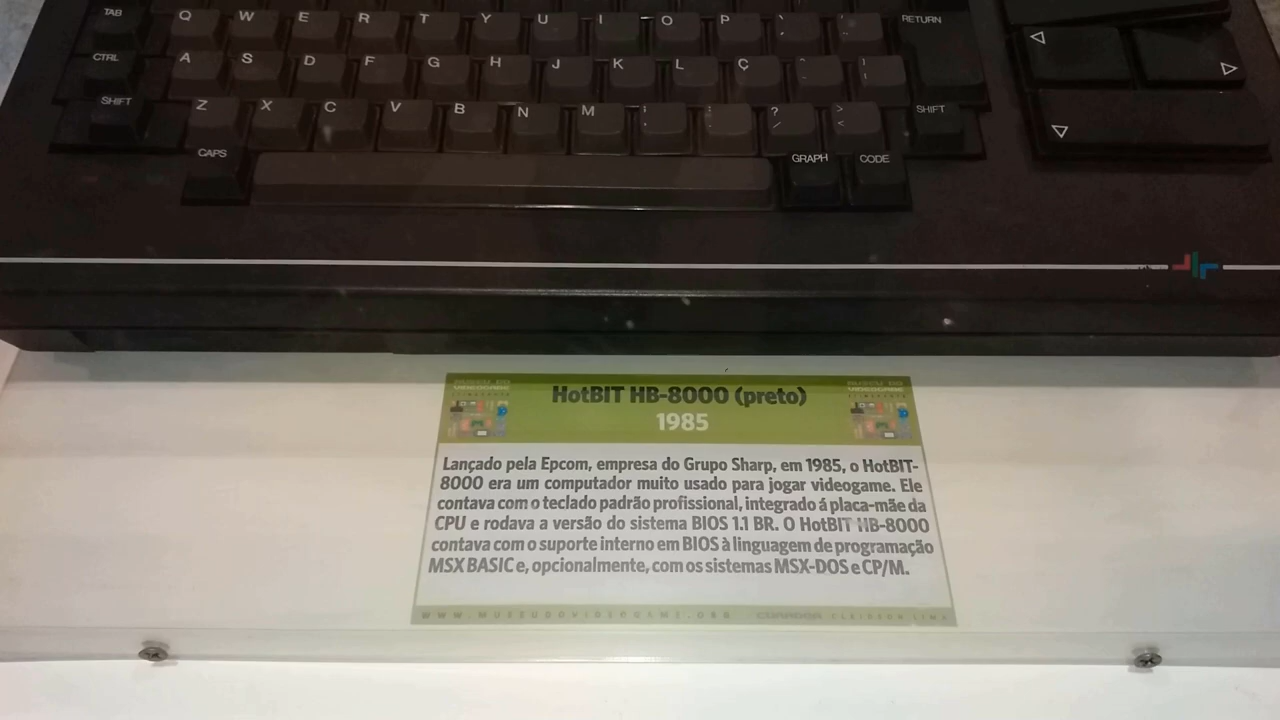 TAB Q W E R T Y U I O P RETURN
CTRL A S D F G H J K L Ç
SHIFT Z X C V B N M ? / > < SHIFT
CAPS GRAPH CODE
HotBIT HB-8000 (preto)
1985
Lançado pela Epcom, empresa do Grupo Sharp, em 1985, o HotBIT-
8000 era um computador muito usado para jogar videogame. Ele
contava com o teclado padrão profissional, integrado á placa-mãe da
CPU e rodava a versão do sistema BIOS 1.1 BR. O HotBIT HB-8000
contava com o suporte interno em BIOS à linguagem de programação
MSX BASIC e, opcionalmente, com os sistemas MSX-DOS e CP/M.
WWW.MUSEUDOVIDEOGAME.ORG